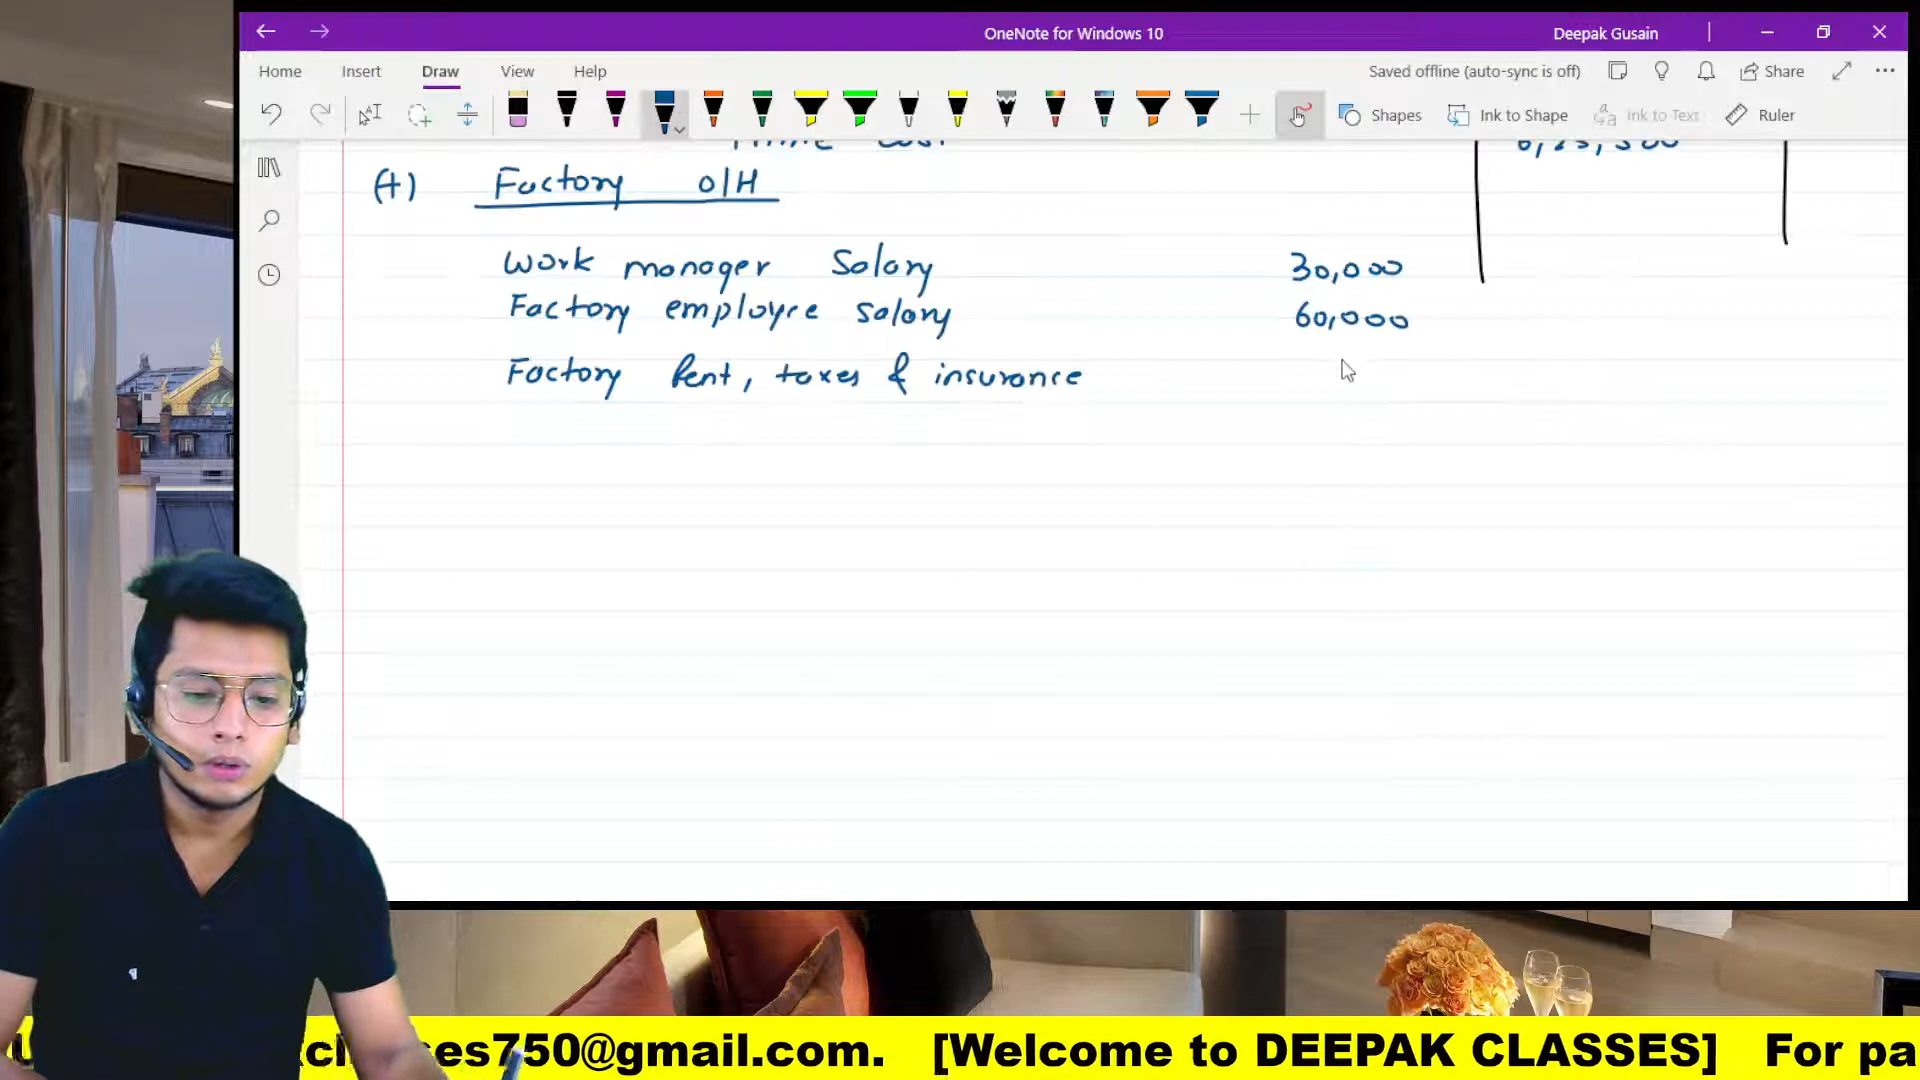 OneNote for Windows 10 Deepak Gusain
Home Insert Draw View Help Saved offline (auto-sync is off) Share
Shapes Ink to Shape Ink to Text Ruler
Prime Cost
(+) Factory O/H
Work manager Salary 30,000
Factory employee salary 60,000
Factory Rent, taxes & insurance
es750@gmail.com. [Welcome to DEEPAK CLASSES] For pa